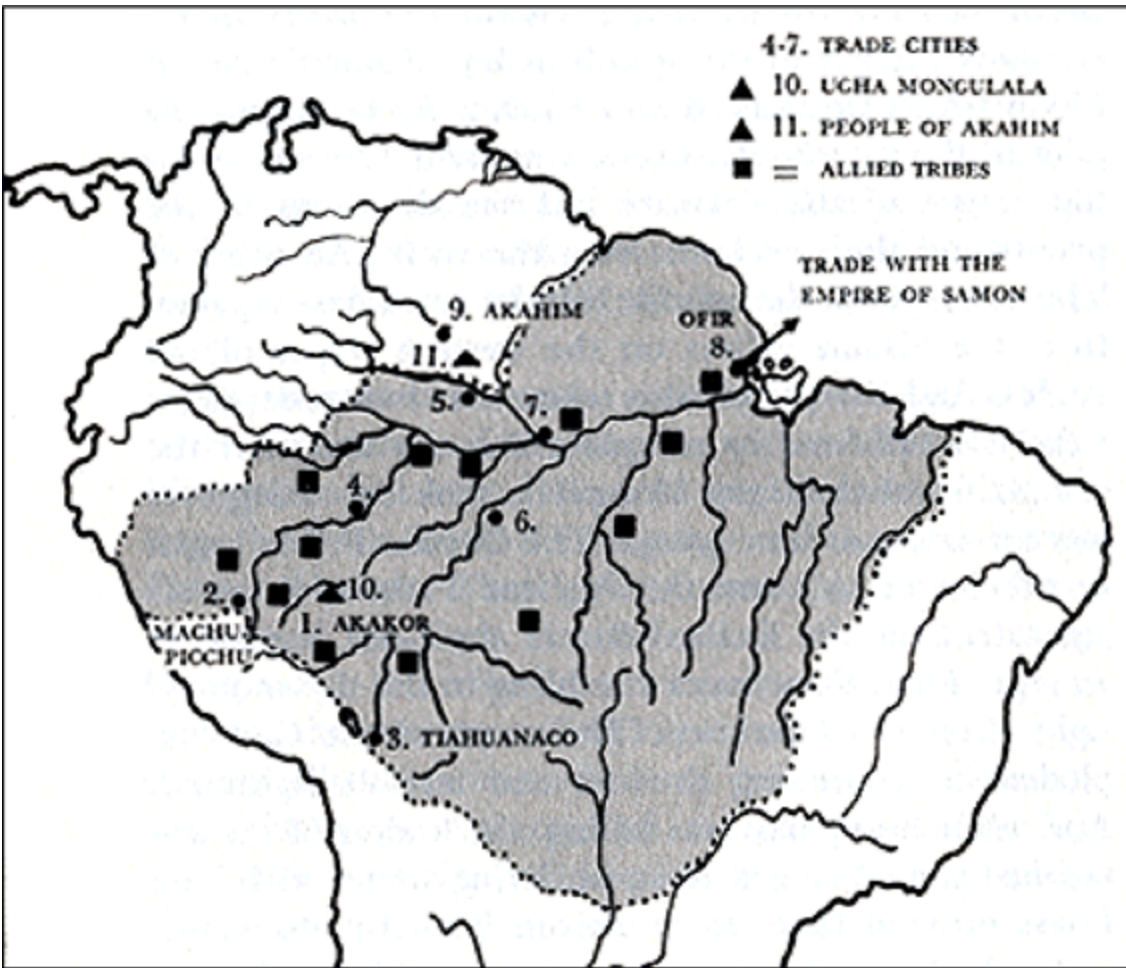 4-7. TRADE CITIES
▲ 10. UGHA MONGULALA
▲ 11. PEOPLE OF AKAHIM
■ = ALLIED TRIBES
TRADE WITH THE
EMPIRE OF SAMON
OFIR
8.
9. AKAHIM
11.
5.
7.
4.
6.
2.
10.
1. AKAKOR
MACHU
PICCHU
3. TIAHUANACO